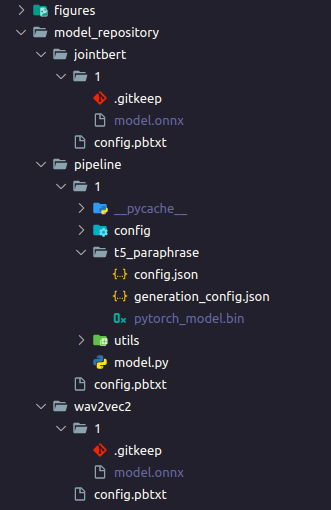 figures
model_repository
jointbert
1
.gitkeep
model.onnx
config.pbtxt
pipeline
1
__pycache__
config
t5_paraphrase
config.json
generation_config.json
pytorch_model.bin
utils
model.py
config.pbtxt
wav2vec2
1
.gitkeep
model.onnx
config.pbtxt